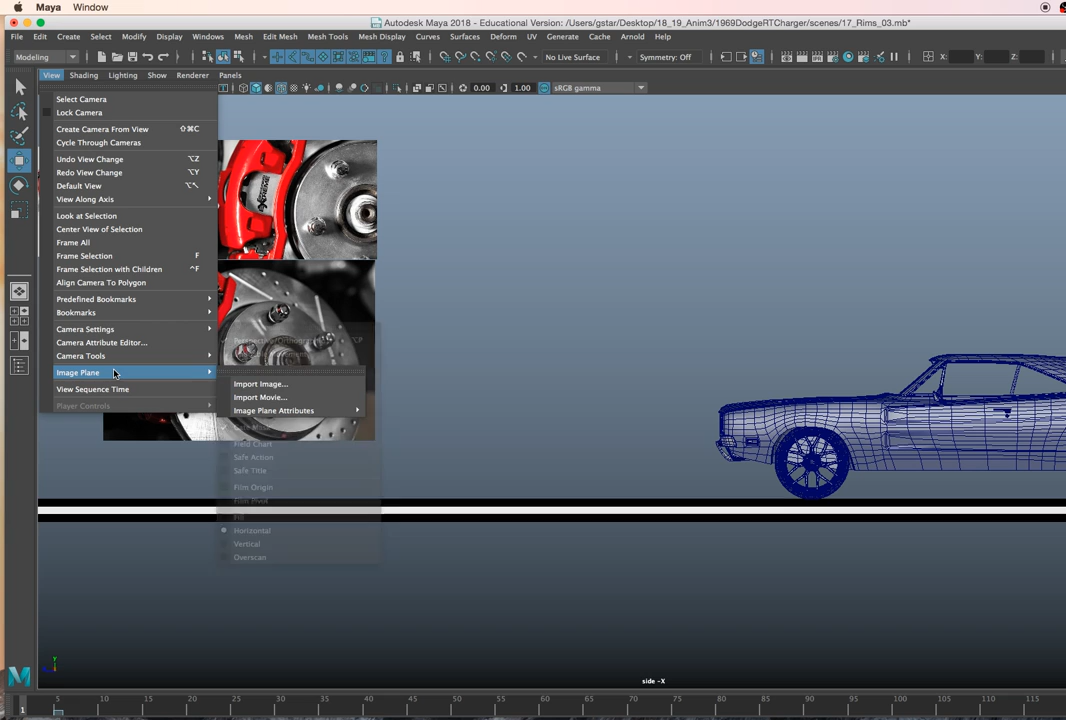 Maya Window
Autodesk Maya 2018 - Educational Version: /Users/gstar/Desktop/18_19_Anim3/1969DodgeRTCharger/scenes/17_Rims_03.mb*
File Edit Create Select Modify Display Windows Mesh Edit Mesh Mesh Tools Mesh Display Curves Surfaces Deform UV Generate Cache Arnold Help
Modeling No Live Surface Symmetry: Off X: Y: Z:
View Shading Lighting Show Renderer Panels
0.00 1.00 sRGB gamma
Select Camera
Lock Camera
Create Camera From View ⇧⌘C
Cycle Through Cameras
Undo View Change ⌥Z
Redo View Change ⌥Y
Default View ⌥↖
View Along Axis
Look at Selection
Center View of Selection
Frame All
Frame Selection F
Frame Selection with Children ^F
Align Camera To Polygon
Predefined Bookmarks
Bookmarks
Camera Settings
Camera Attribute Editor...
Camera Tools
Image Plane
View Sequence Time
Player Controls
Import Image...
Import Movie...
Image Plane Attributes
Gate Mask
Field Chart
Safe Action
Safe Title
Film Origin
Film Pivot
Fill
Horizontal
Vertical
Overscan
side -X
1 5 10 15 20 25 30 35 40 45 50 55 60 65 70 75 80 85 90 95 100 105 110 115